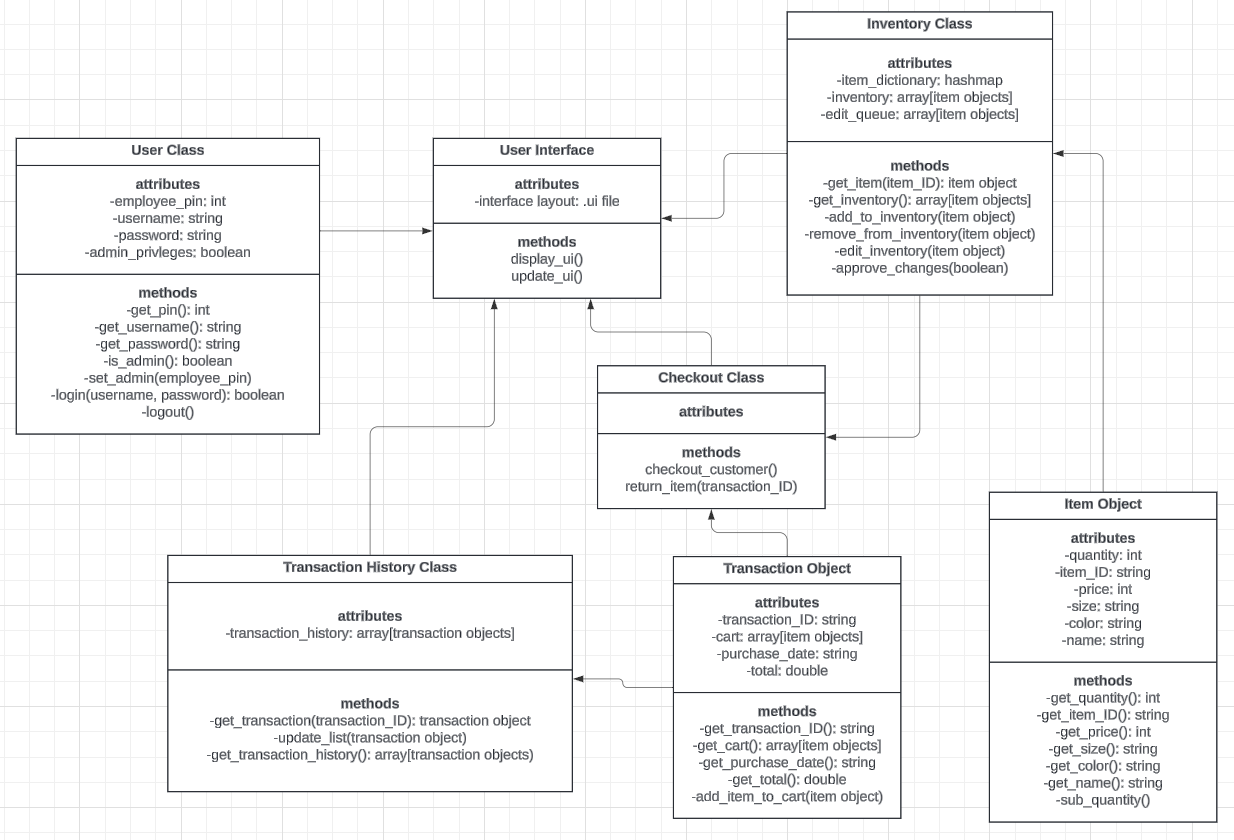 Inventory Class
attributes
-item_dictionary: hashmap
-inventory: array[item objects]
-edit_queue: array[item objects]
methods
-get_item(item_ID): item object
-get_inventory(): array[item objects]
-add_to_inventory(item object)
-remove_from_inventory(item object)
-edit_inventory(item object)
-approve_changes(boolean)
User Class
attributes
-employee_pin: int
-username: string
-password: string
-admin_privleges: boolean
methods
-get_pin(): int
-get_username(): string
-get_password(): string
-is_admin(): boolean
-set_admin(employee_pin)
-login(username, password): boolean
-logout()
User Interface
attributes
-interface layout: .ui file
methods
display_ui()
update_ui()
Checkout Class
attributes
methods
checkout_customer()
return_item(transaction_ID)
Transaction History Class
attributes
-transaction_history: array[transaction objects]
methods
-get_transaction(transaction_ID): transaction object
-update_list(transaction object)
-get_transaction_history(): array[transaction objects)
Transaction Object
attributes
-transaction_ID: string
-cart: array[item objects]
-purchase_date: string
-total: double
methods
-get_transaction_ID(): string
-get_cart(): array[item objects]
-get_purchase_date(): string
-get_total(): double
-add_item_to_cart(item object)
Item Object
attributes
-quantity: int
-item_ID: string
-price: int
-size: string
-color: string
-name: string
methods
-get_quantity(): int
-get_item_ID(): string
-get_price(): int
-get_size(): string
-get_color(): string
-get_name(): string
-sub_quantity()